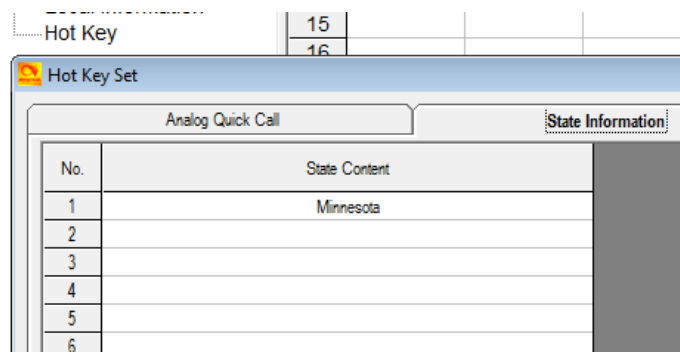 Hot Key
15
16
Hot Key Set
Analog Quick Call
State Information
No.
State Content
1
Minnesota
2
3
4
5
6